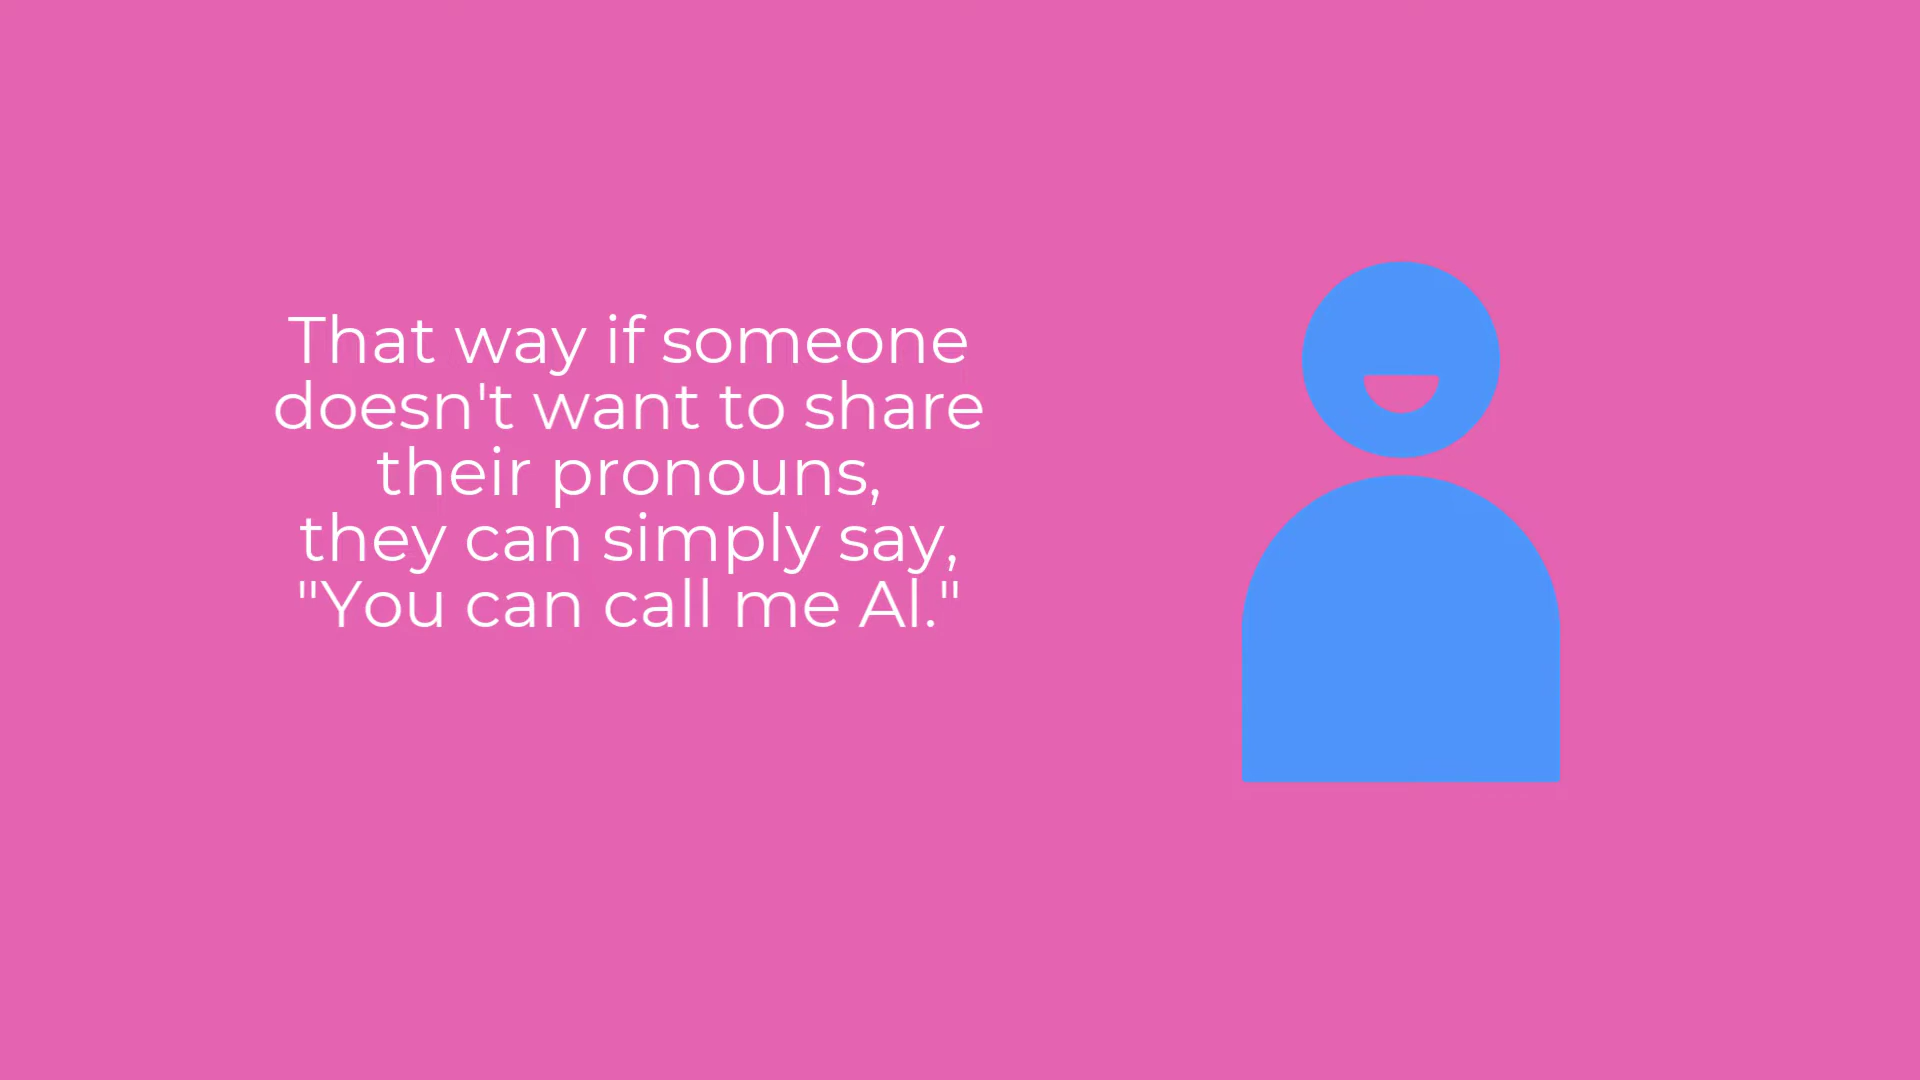 That way if someone
doesn't want to share
their pronouns,
they can simply say,
"You can call me Al."